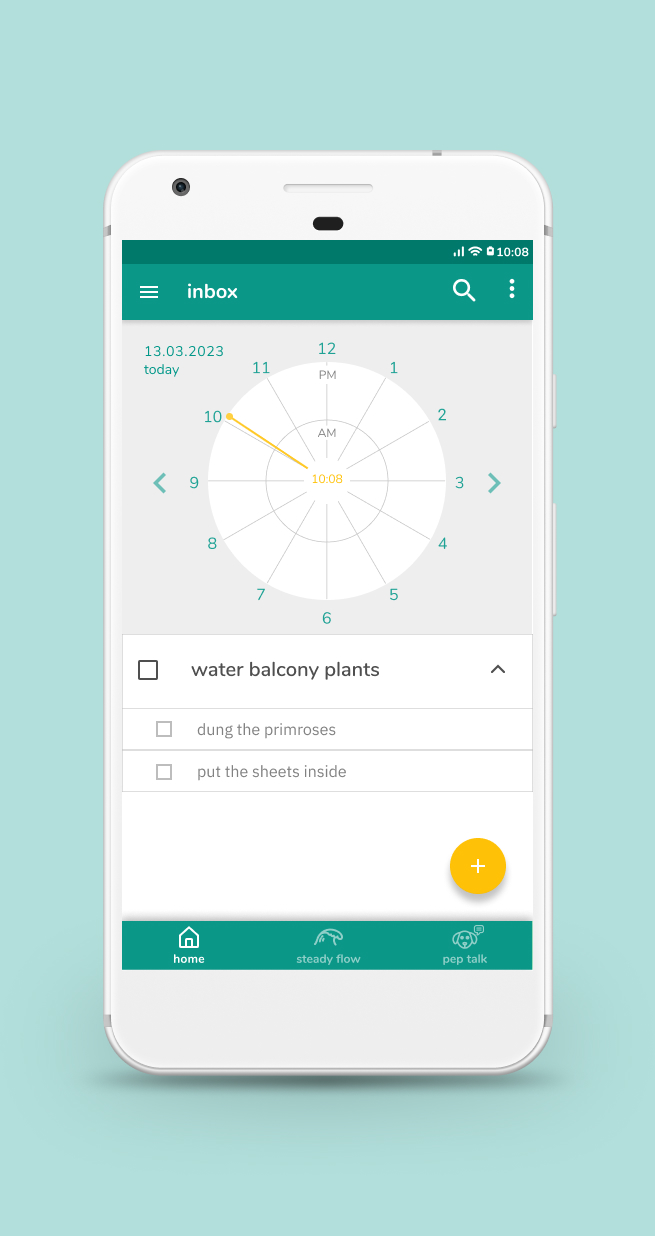 10:08
inbox
13.03.2023
today
12
11
1
PM
10
2
AM
9
10:08
3
8
4
7
5
6
water balcony plants
dung the primroses
put the sheets inside
home
steady flow
pep talk